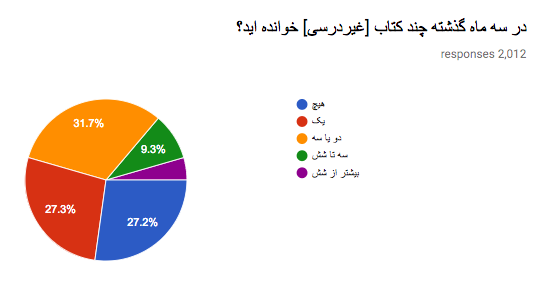 در سه ماه گذشته چند کتاب [غیردرسی] خوانده اید؟
2,012 responses
هیچ
یک
دو یا سه
سه تا شش
بیشتر از شش
31.7%
9.3%
27.3%
27.2%